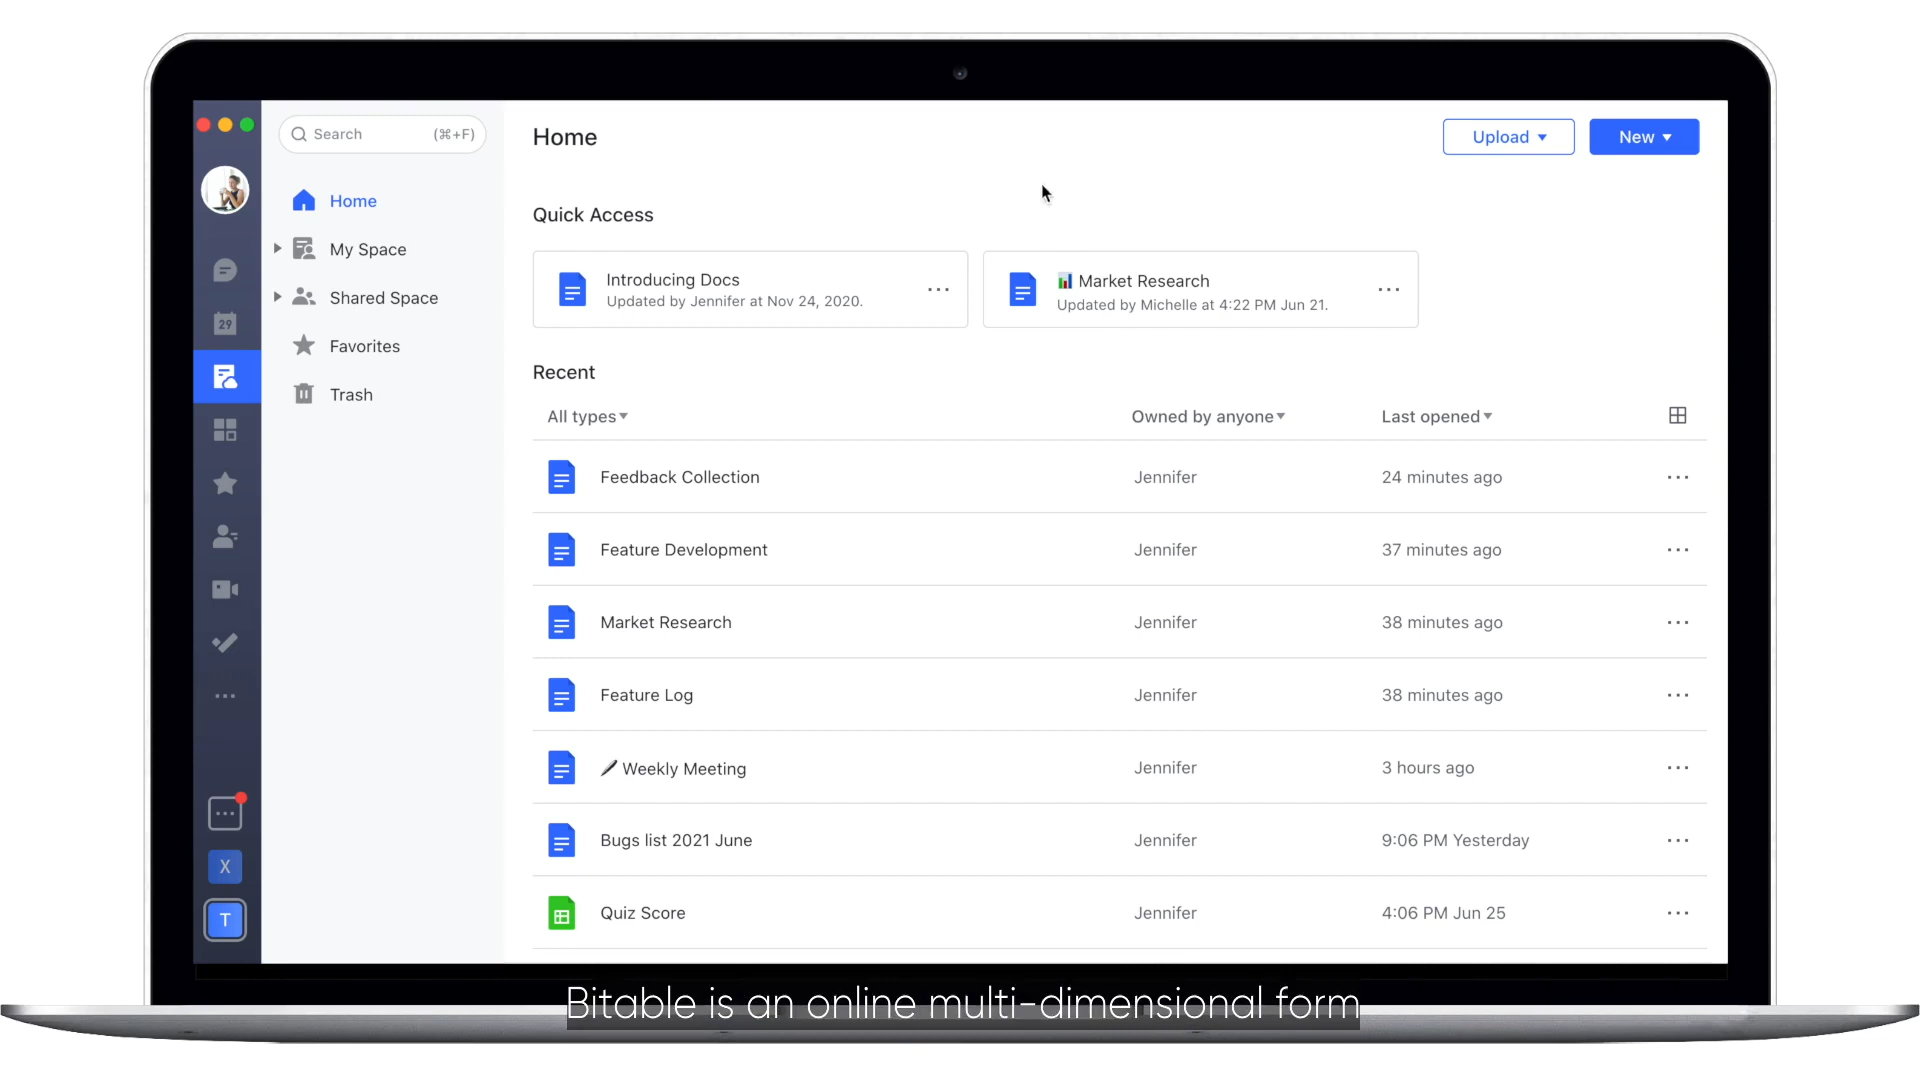 Search (⌘+F)
Home
My Space
Shared Space
Favorites
Trash
29
X
T
Home
Upload
New
Quick Access
Introducing Docs
Updated by Jennifer at Nov 24, 2020.
Market Research
Updated by Michelle at 4:22 PM Jun 21.
Recent
All types Owned by anyone Last opened
Feedback Collection Jennifer 24 minutes ago
Feature Development Jennifer 37 minutes ago
Market Research Jennifer 38 minutes ago
Feature Log Jennifer 38 minutes ago
Weekly Meeting Jennifer 3 hours ago
Bugs list 2021 June Jennifer 9:06 PM Yesterday
Quiz Score Jennifer 4:06 PM Jun 25
Bitable is an online multi-dimensional form